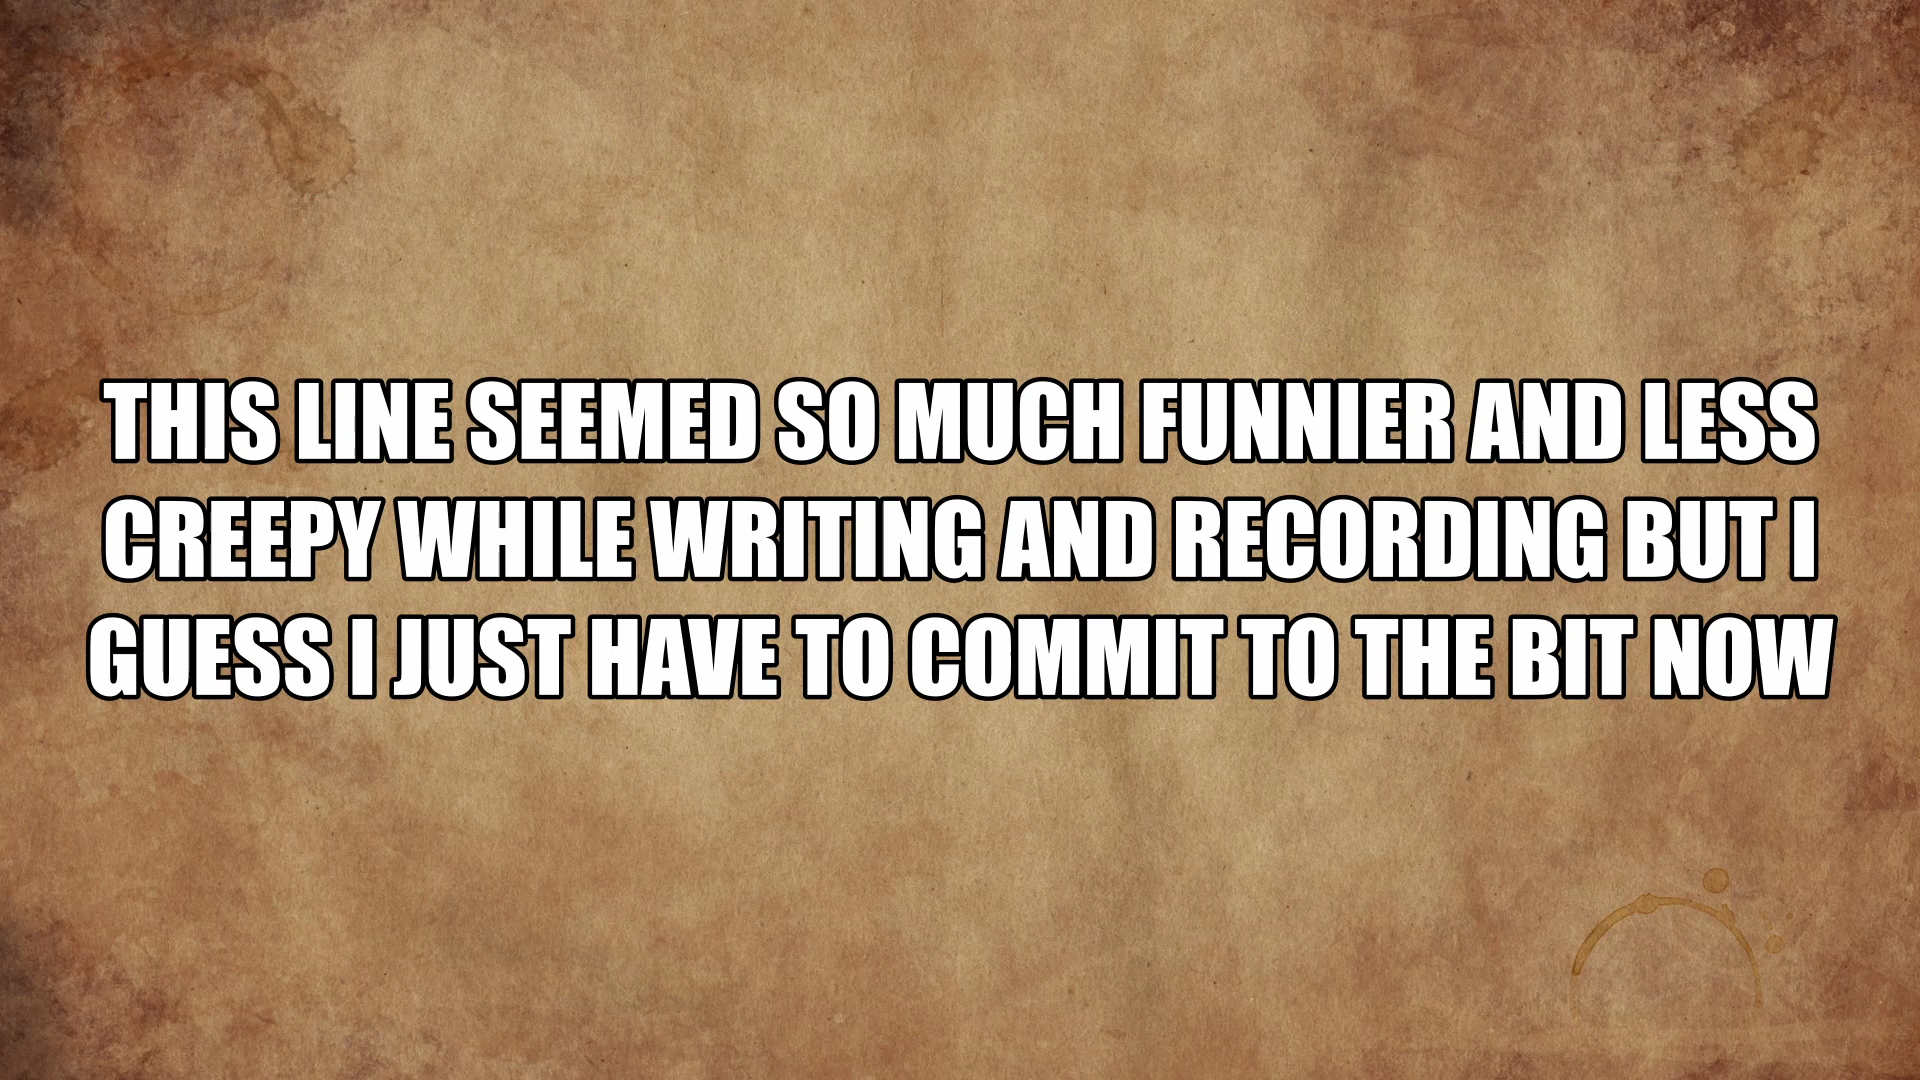 THIS LINE SEEMED SO MUCH FUNNIER AND LESS
CREEPY WHILE WRITING AND RECORDING BUT I
GUESS I JUST HAVE TO COMMIT TO THE BIT NOW